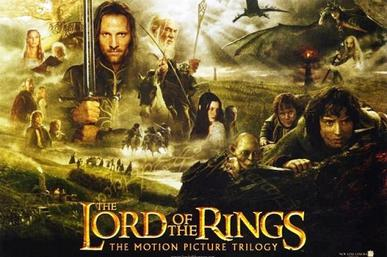 THE LORD OF THE RINGS
THE MOTION PICTURE TRILOGY